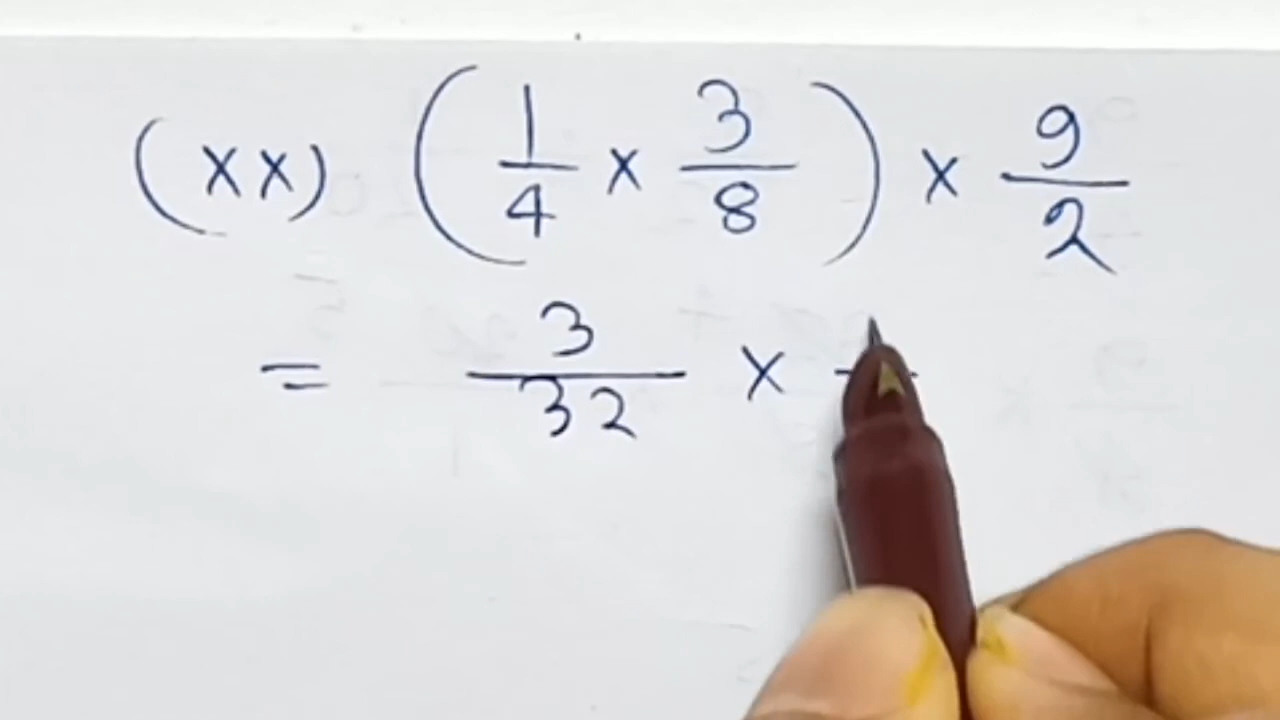 (xx) (1/4 × 3/8) × 9/2
= 3/32 ×